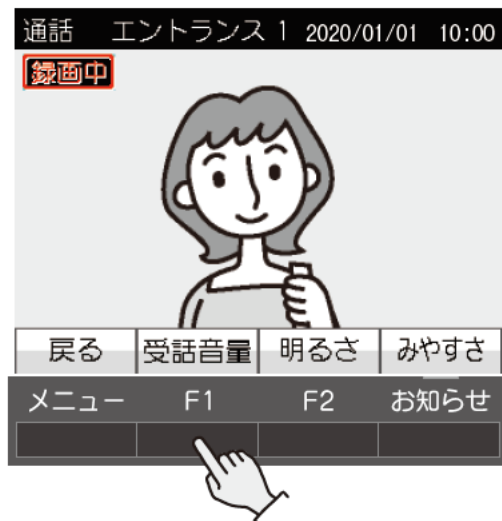 通話 エントランス 1 2020/01/01 10:00
録画中
戻る 受話音量 明るさ みやすさ
メニュー F1 F2 お知らせ